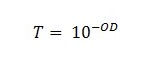 T = 10^{-OD}